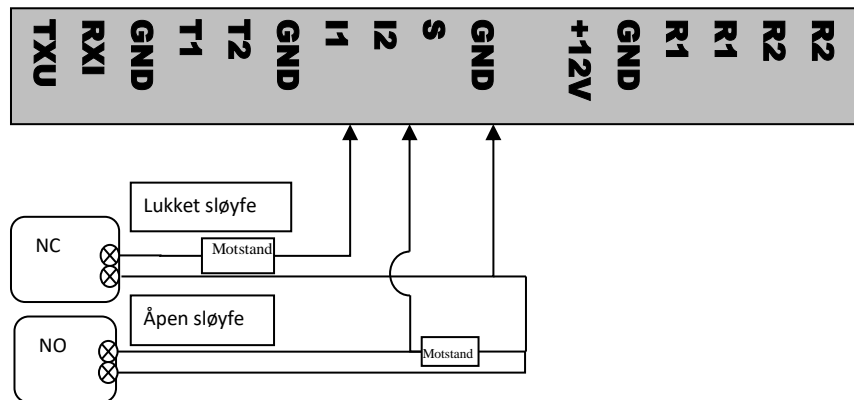 TXU RXI GND T1 T2 GND I1 I2 S GND +12V GND R1 R1 R2 R2
Lukket sløyfe
NC
Motstand
Åpen sløyfe
NO
Motstand